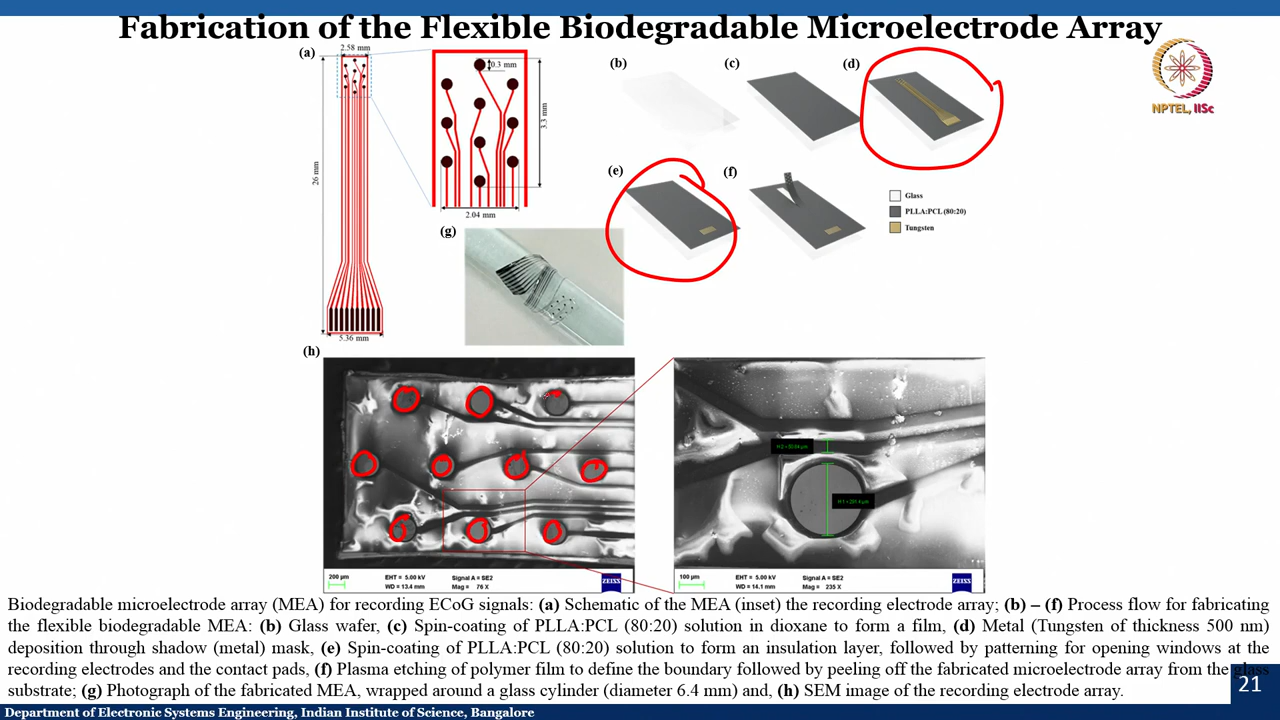 Fabrication of the Flexible Biodegradable Microelectrode Array
(a)
2.58 mm
26 mm
5.36 mm
0.3 mm
3.3 mm
2.04 mm
(b)
(c)
(d)
(e)
(f)
Glass
PLLA:PCL (80:20)
Tungsten
NPTEL, IISc
(g)
(h)
200 µm
EHT = 5.00 kV
WD = 13.4 mm
Signal A = SE2
Mag = 76 X
ZEISS
100 µm
EHT = 5.00 kV
WD = 14.1 mm
Signal A = SE2
Mag = 235 X
ZEISS
Biodegradable microelectrode array (MEA) for recording ECoG signals: (a) Schematic of the MEA (inset) the recording electrode array; (b) – (f) Process flow for fabricating
the flexible biodegradable MEA: (b) Glass wafer, (c) Spin-coating of PLLA:PCL (80:20) solution in dioxane to form a film, (d) Metal (Tungsten of thickness 500 nm)
deposition through shadow (metal) mask, (e) Spin-coating of PLLA:PCL (80:20) solution to form an insulation layer, followed by patterning for opening windows at the
recording electrodes and the contact pads, (f) Plasma etching of polymer film to define the boundary followed by peeling off the fabricated microelectrode array from the glass
substrate; (g) Photograph of the fabricated MEA, wrapped around a glass cylinder (diameter 6.4 mm) and, (h) SEM image of the recording electrode array.
21
Department of Electronic Systems Engineering, Indian Institute of Science, Bangalore